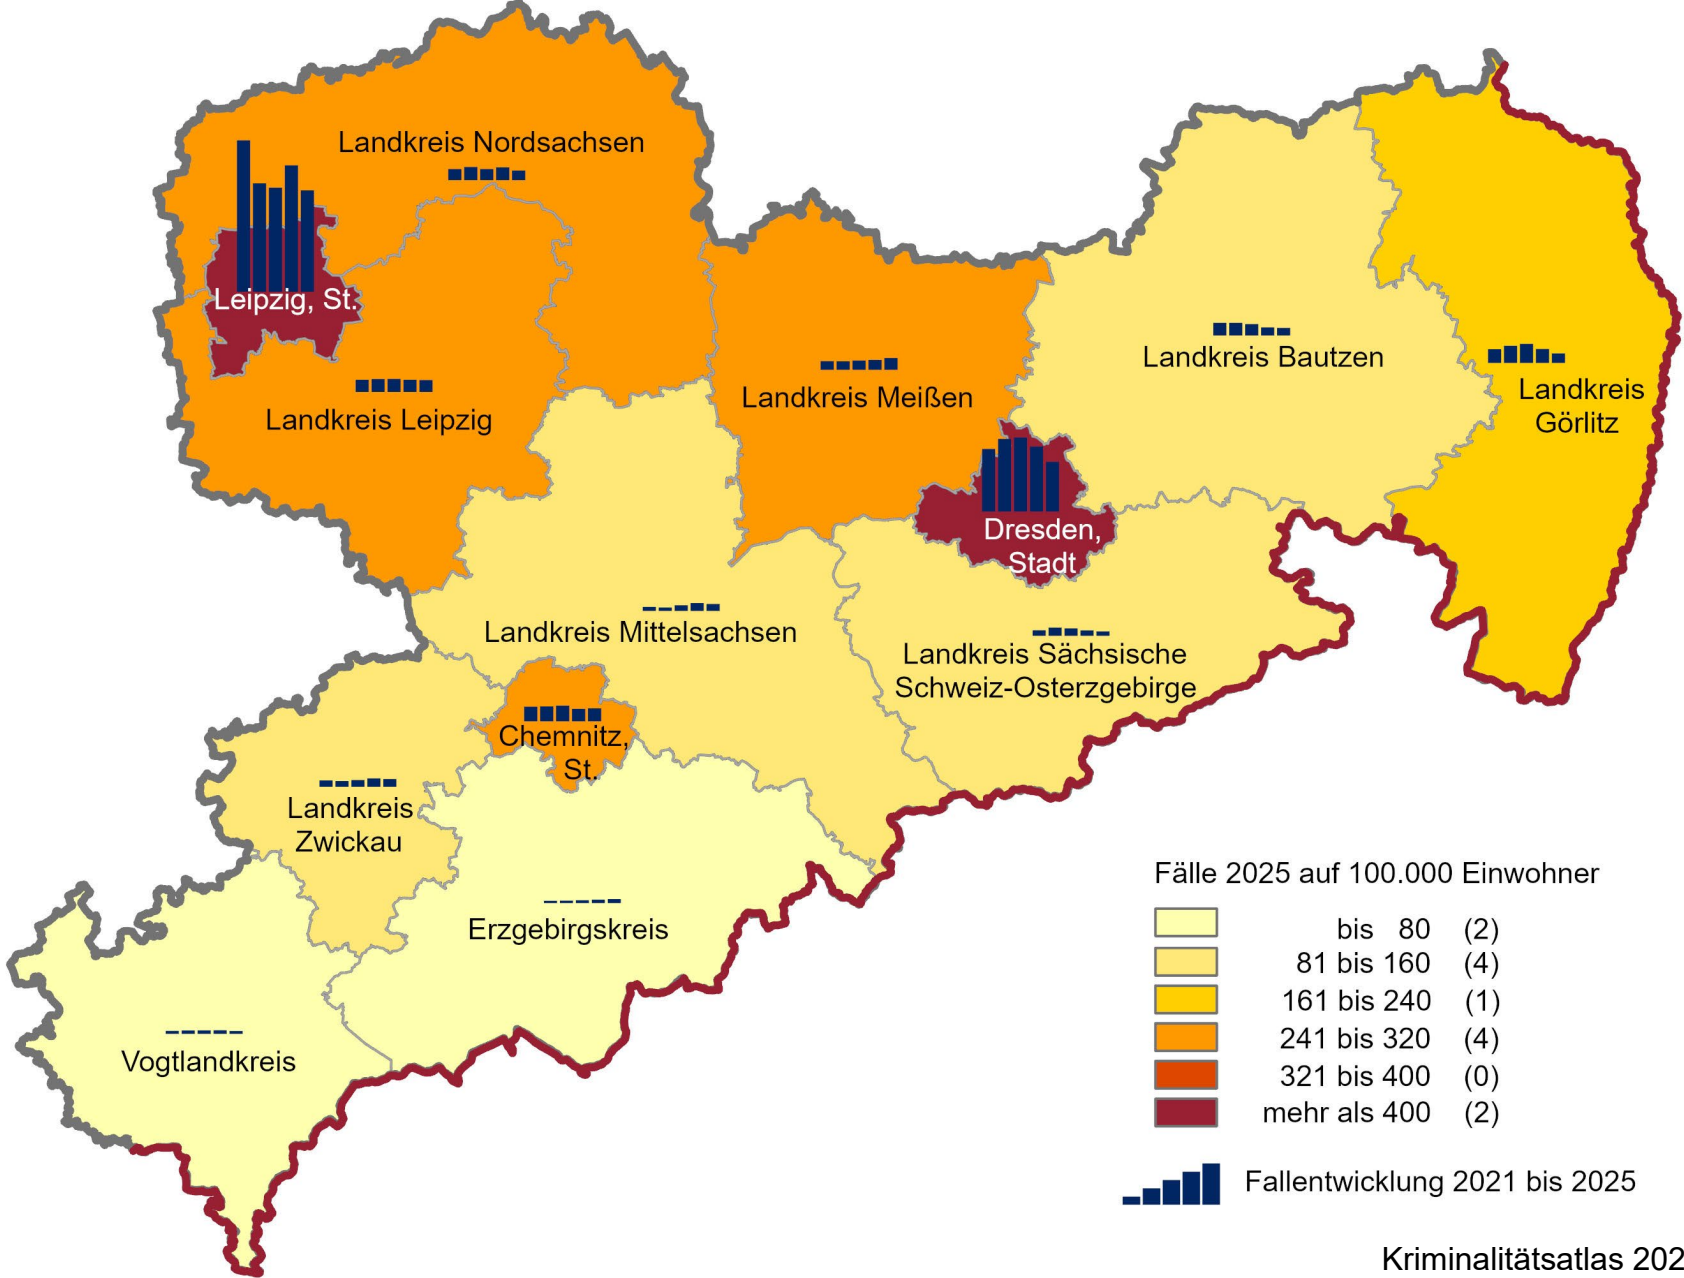 Landkreis Nordsachsen
Leipzig, St.
Landkreis Leipzig
Landkreis Meißen
Landkreis Bautzen
Landkreis
Görlitz
Dresden,
Stadt
Landkreis Mittelsachsen
Landkreis Sächsische
Schweiz-Osterzgebirge
Chemnitz,
St.
Landkreis
Zwickau
Erzgebirgskreis
Vogtlandkreis
Fälle 2025 auf 100.000 Einwohner
bis 80 (2)
81 bis 160 (4)
161 bis 240 (1)
241 bis 320 (4)
321 bis 400 (0)
mehr als 400 (2)
Fallentwicklung 2021 bis 2025
Kriminalitätsatlas 202